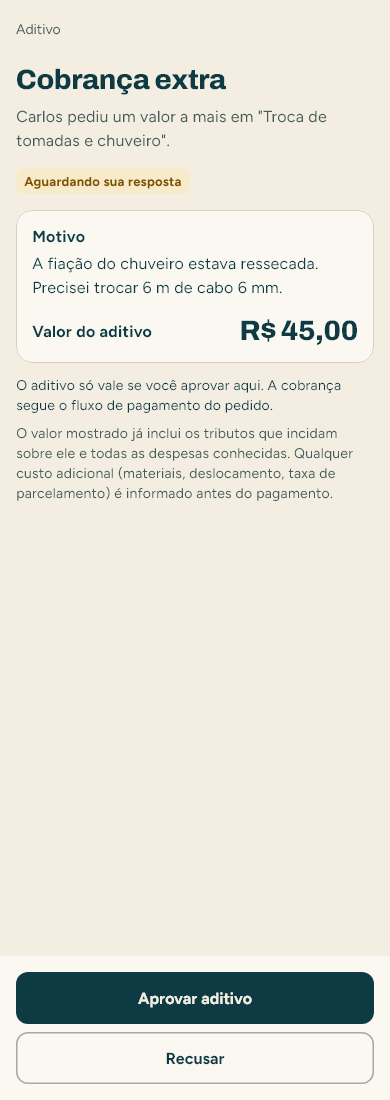 Aditivo
Cobrança extra
Carlos pediu um valor a mais em "Troca de
tomadas e chuveiro".
Aguardando sua resposta
Motivo
A fiação do chuveiro estava ressecada.
Precisei trocar 6 m de cabo 6 mm.
Valor do aditivo R$ 45,00
O aditivo só vale se você aprovar aqui. A cobrança
segue o fluxo de pagamento do pedido.
O valor mostrado já inclui os tributos que incidam
sobre ele e todas as despesas conhecidas. Qualquer
custo adicional (materiais, deslocamento, taxa de
parcelamento) é informado antes do pagamento.
Aprovar aditivo
Recusar